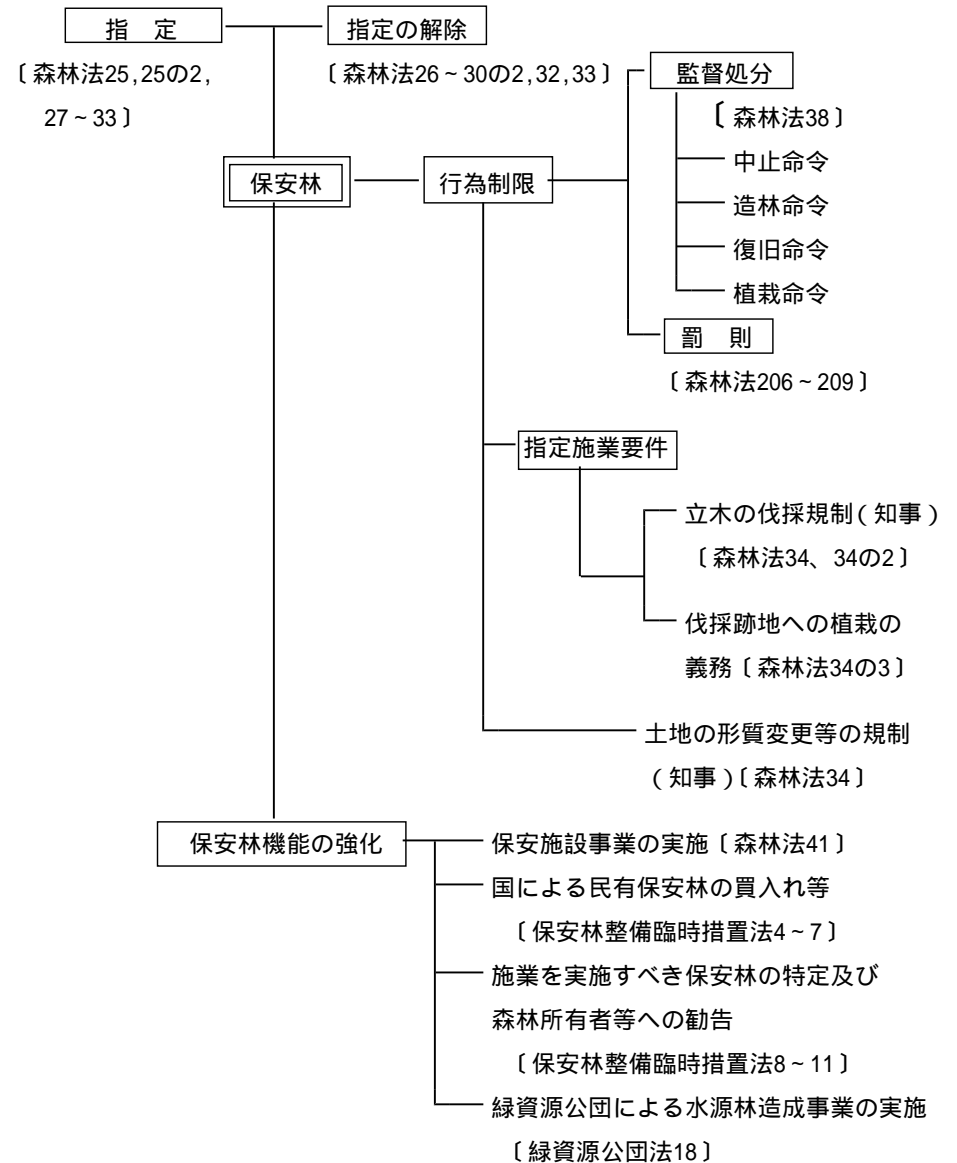 指　定
指定の解除
〔森林法25,25の2,
27～33〕
〔森林法26～30の2,32,33〕
監督処分
〔森林法38〕
中止命令
造林命令
復旧命令
植栽命令
保安林
行為制限
罰　則
〔森林法206～209〕
指定施業要件
立木の伐採規制(知事)
〔森林法34、34の2〕
伐採跡地への植栽の
義務〔森林法34の3〕
土地の形質変更等の規制
(知事)〔森林法34〕
保安林機能の強化
保安施設事業の実施〔森林法41〕
国による民有保安林の買入れ等
〔保安林整備臨時措置法4～7〕
施業を実施すべき保安林の特定及び
森林所有者等への勧告
〔保安林整備臨時措置法8～11〕
緑資源公団による水源林造成事業の実施
〔緑資源公団法18〕